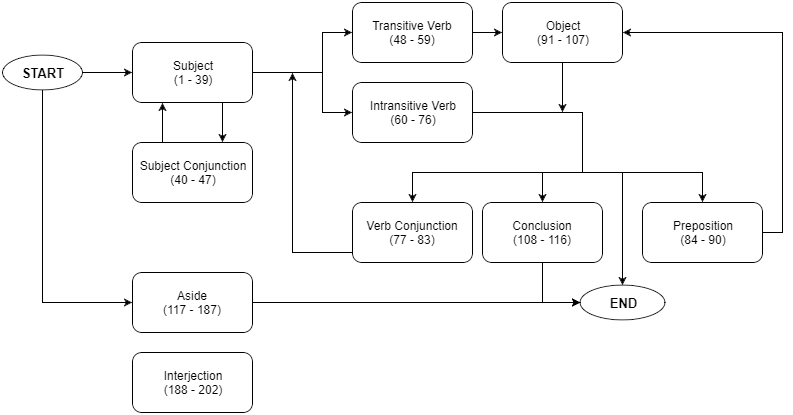 START
Subject
(1 - 39)
Transitive Verb
(48 - 59)
Object
(91 - 107)
Intransitive Verb
(60 - 76)
Subject Conjunction
(40 - 47)
Verb Conjunction
(77 - 83)
Conclusion
(108 - 116)
Preposition
(84 - 90)
Aside
(117 - 187)
END
Interjection
(188 - 202)